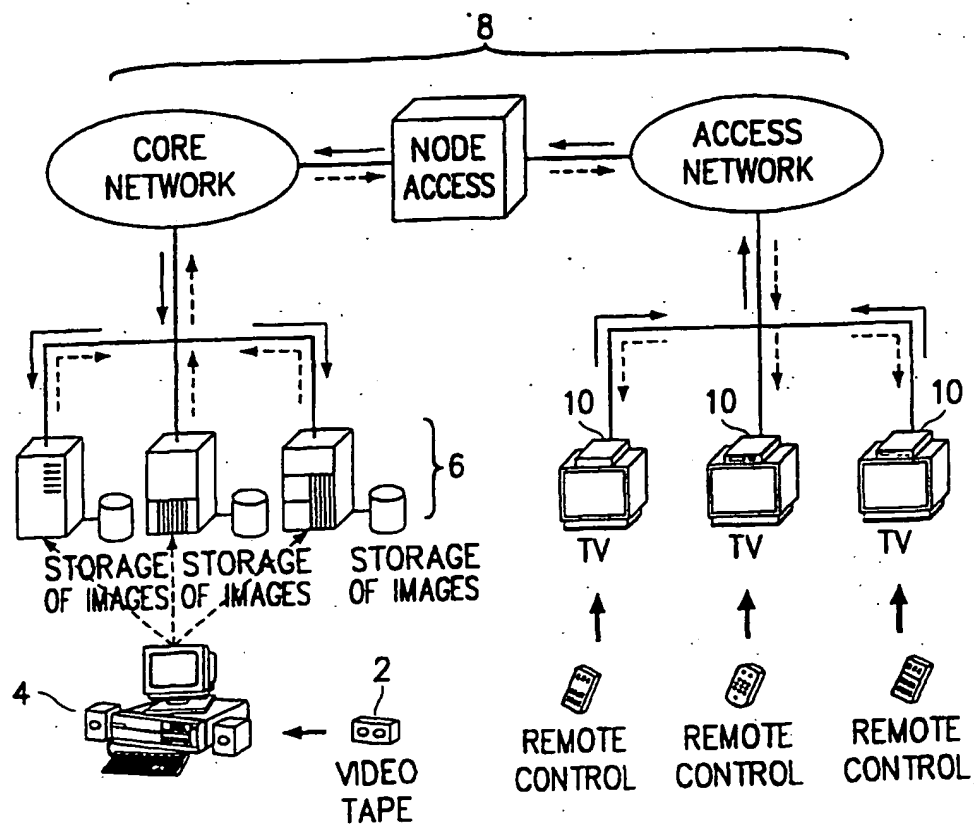 8
CORE
NETWORK
NODE
ACCESS
ACCESS
NETWORK
10
10
10
6
STORAGE
OF IMAGES
STORAGE
OF IMAGES
STORAGE
OF IMAGES
TV
TV
TV
4
2
VIDEO
TAPE
REMOTE
CONTROL
REMOTE
CONTROL
REMOTE
CONTROL